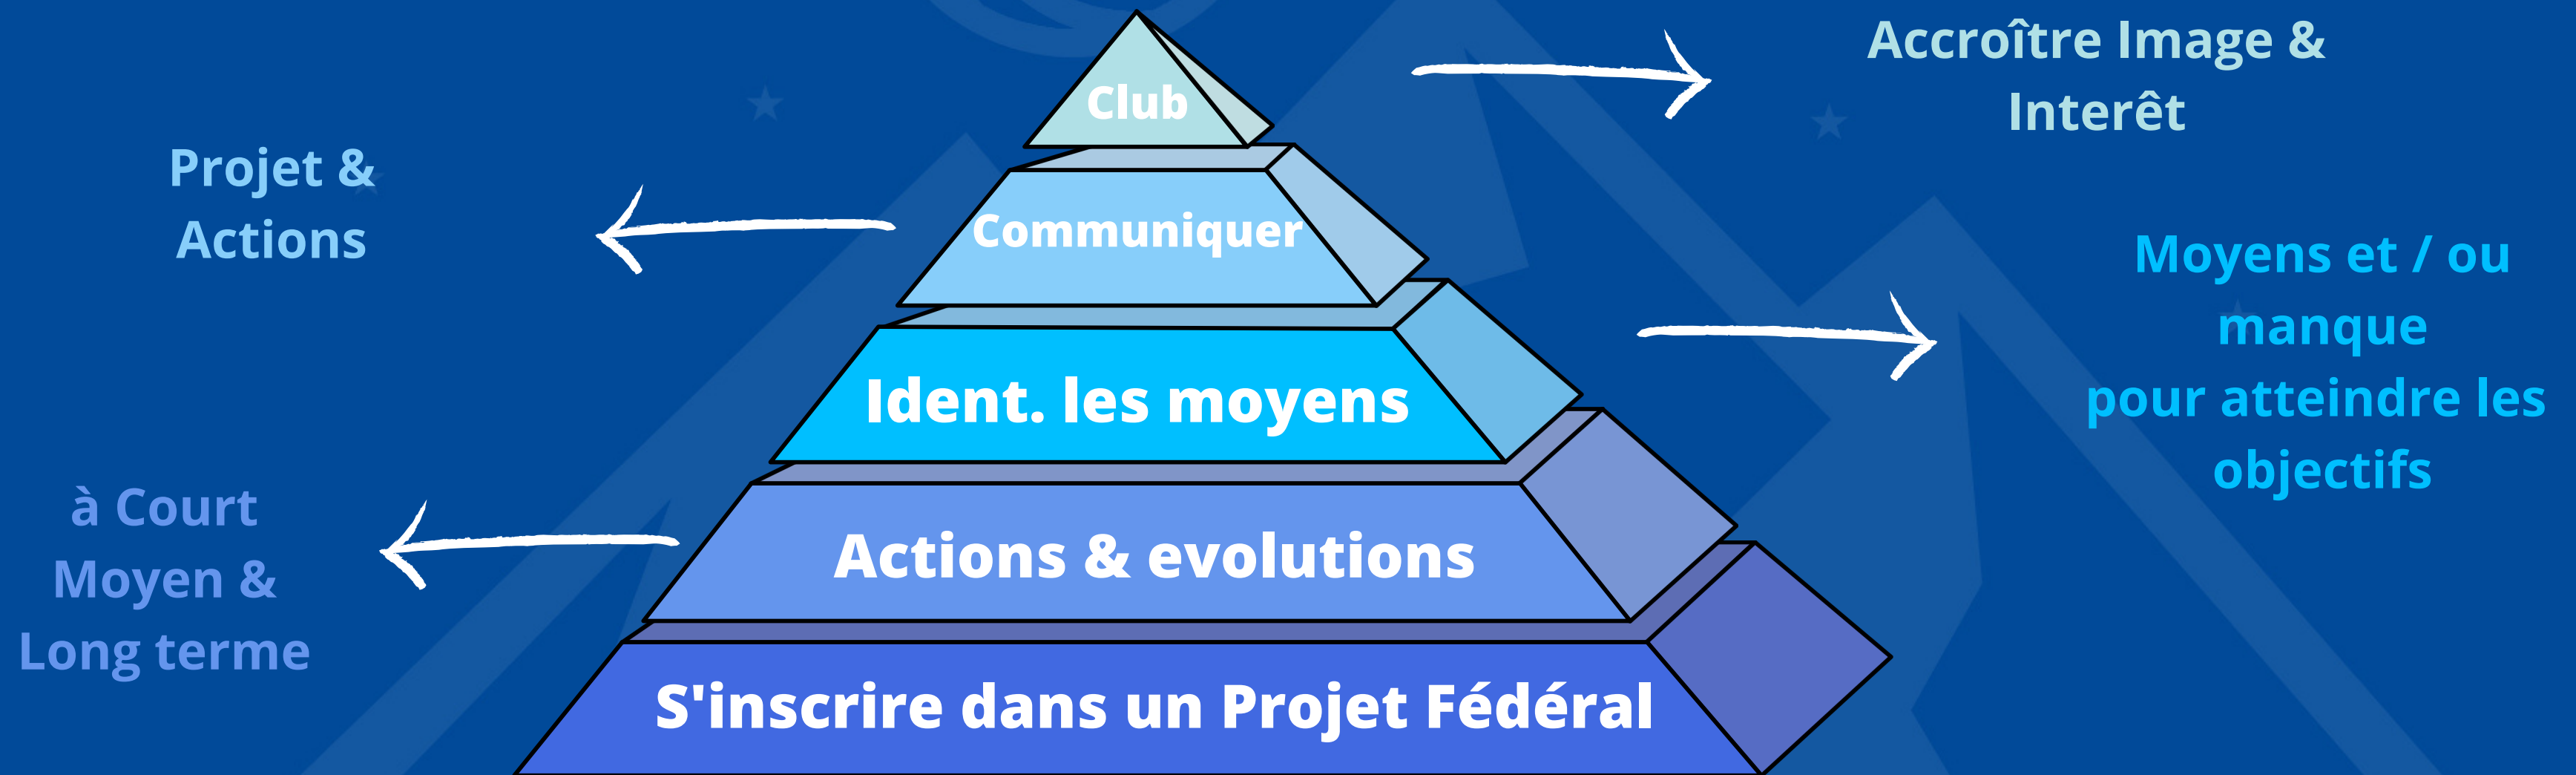 Accroître Image &
Interêt
Club
Projet &
Actions
Communiquer
Moyens et / ou
manque
pour atteindre les
objectifs
Ident. les moyens
à Court
Moyen &
Long terme
Actions & evolutions
S'inscrire dans un Projet Fédéral